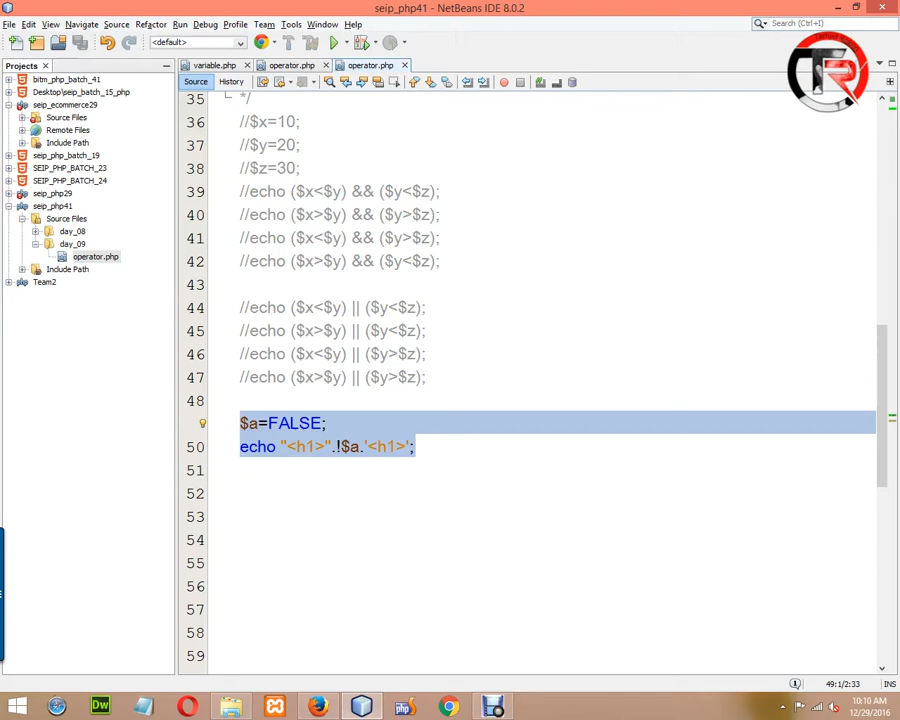 seip_php41 - NetBeans IDE 8.0.2
File Edit View Navigate Source Refactor Run Debug Profile Team Tools Window Help
Search (Ctrl+I)
<default>
Projects
variable.php operator.php operator.php
Source History
bitm_php_batch_41
Desktop\seip_batch_15_php
seip_ecommerce29
Source Files
Remote Files
Include Path
seip_php_batch_19
SEIP_PHP_BATCH_23
SEIP_PHP_BATCH_24
seip_php29
seip_php41
Source Files
day_08
day_09
operator.php
Include Path
Team2
35 */
36 //$x=10;
37 //$y=20;
38 //$z=30;
39 //echo ($x<$y) && ($y<$z);
40 //echo ($x>$y) && ($y>$z);
41 //echo ($x<$y) && ($y>$z);
42 //echo ($x>$y) && ($y<$z);
43
44 //echo ($x<$y) || ($y<$z);
45 //echo ($x>$y) || ($y<$z);
46 //echo ($x<$y) || ($y>$z);
47 //echo ($x>$y) || ($y>$z);
48
$a=FALSE;
50 echo "<h1>".!$a.'<h1>';
51
52
53
54
55
56
57
58
59
49:1/2:33 INS
TR
Dw
php
10:10 AM
12/29/2016